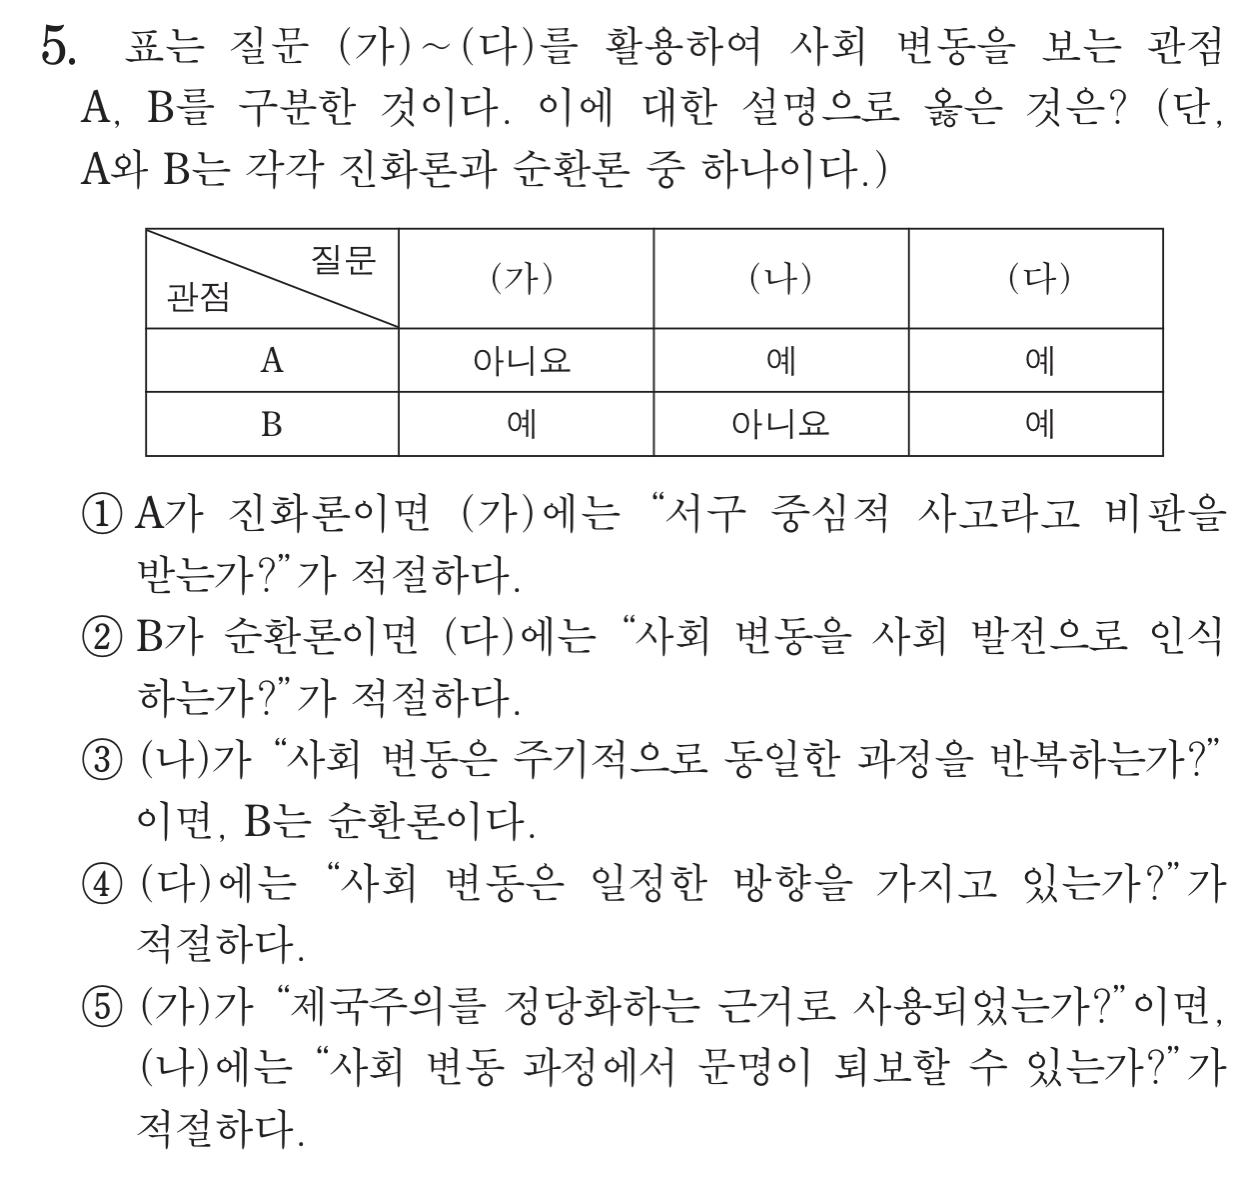 5. 표는 질문 (가)~(다)를 활용하여 사회 변동을 보는 관점
A, B를 구분한 것이다. 이에 대한 설명으로 옳은 것은? (단,
A와 B는 각각 진화론과 순환론 중 하나이다.)
질문
관점
(가) (나) (다)
A 아니요 예 예
B 예 아니요 예
① A가 진화론이면 (가)에는 “서구 중심적 사고라고 비판을
받는가?”가 적절하다.
② B가 순환론이면 (다)에는 “사회 변동을 사회 발전으로 인식
하는가?”가 적절하다.
③ (나)가 “사회 변동은 주기적으로 동일한 과정을 반복하는가?”
이면, B는 순환론이다.
④ (다)에는 “사회 변동은 일정한 방향을 가지고 있는가?”가
적절하다.
⑤ (가)가 “제국주의를 정당화하는 근거로 사용되었는가?”이면,
(나)에는 “사회 변동 과정에서 문명이 퇴보할 수 있는가?”가
적절하다.